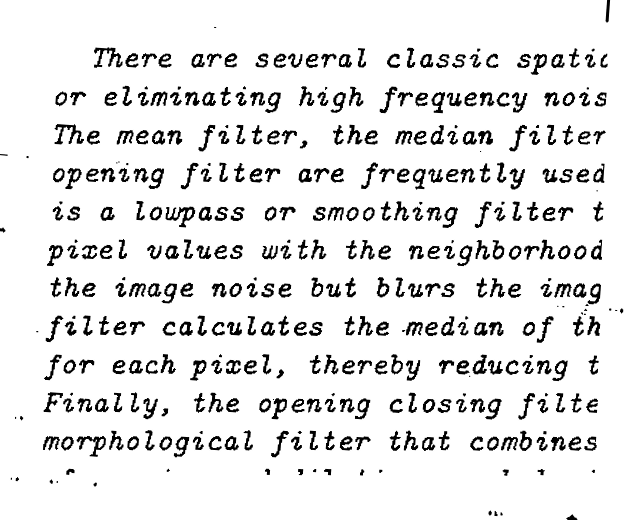 There are several classic spatic
or eliminating high frequency nois
The mean filter, the median filter
opening filter are frequently used
is a lowpass or smoothing filter t
pixel values with the neighborhood
the image noise but blurs the imag
filter calculates the median of th
for each pixel, thereby reducing t
Finally, the opening closing filte
morphological filter that combines